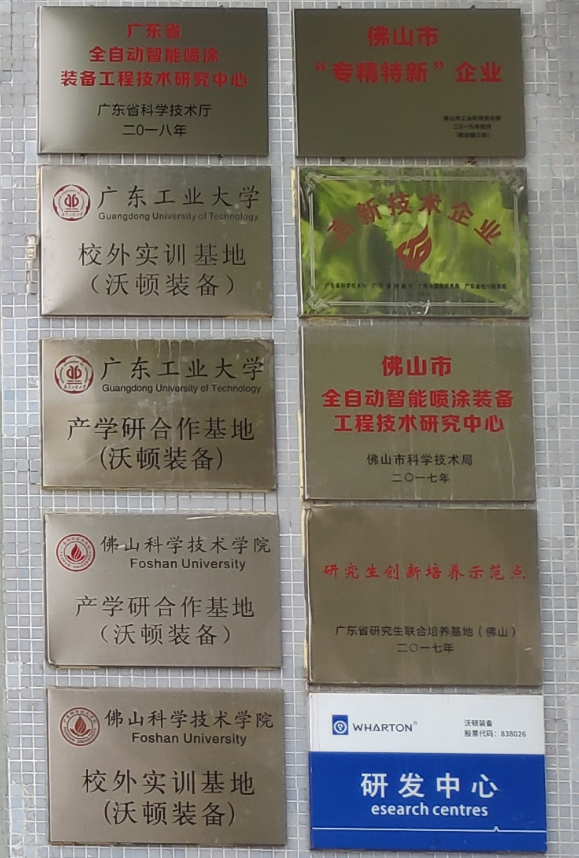 广东省
全自动智能喷涂
装备工程技术研究中心
广东省科学技术厅
二〇一八年
广东工业大学
Guangdong University of Technology
校外实训基地
（沃顿装备）
广东工业大学
Guangdong University of Technology
产学研合作基地
(沃顿装备)
佛山科学技术学院
Foshan University
产学研合作基地
（沃顿装备）
佛山科学技术学院
Foshan University
校外实训基地
(沃顿装备)
佛山市
“专精特新”企业
高新技术企业
佛山市
全自动智能喷涂装备
工程技术研究中心
佛山市科学技术局
二〇一七年
研究生创新培养示范点
广东省研究生联合培养基地（佛山）
二〇一七年
WHARTON®
沃顿装备
股票代码：838026
研发中心
esearch centres